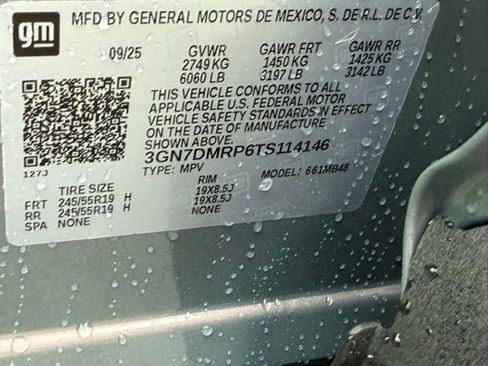 gm
MFD BY GENERAL MOTORS DE MEXICO, S. DE R.L. DE C.V.
09/25 GVWR GAWR FRT GAWR RR
2749 KG 1450 KG 1425 KG
6060 LB 3197 LB 3142 LB
THIS VEHICLE CONFORMS TO ALL
APPLICABLE U.S. FEDERAL MOTOR
VEHICLE SAFETY STANDARDS IN EFFECT
ON THE DATE OF MANUFACTURE SHOWN ABOVE.
3GN7DMRP6TS114146
127J TYPE: MPV MODEL: 661MB48
TIRE SIZE RIM
FRT 245/55R19 H 19X8.5J
RR 245/55R19 H 19X8.5J
SPA NONE NONE